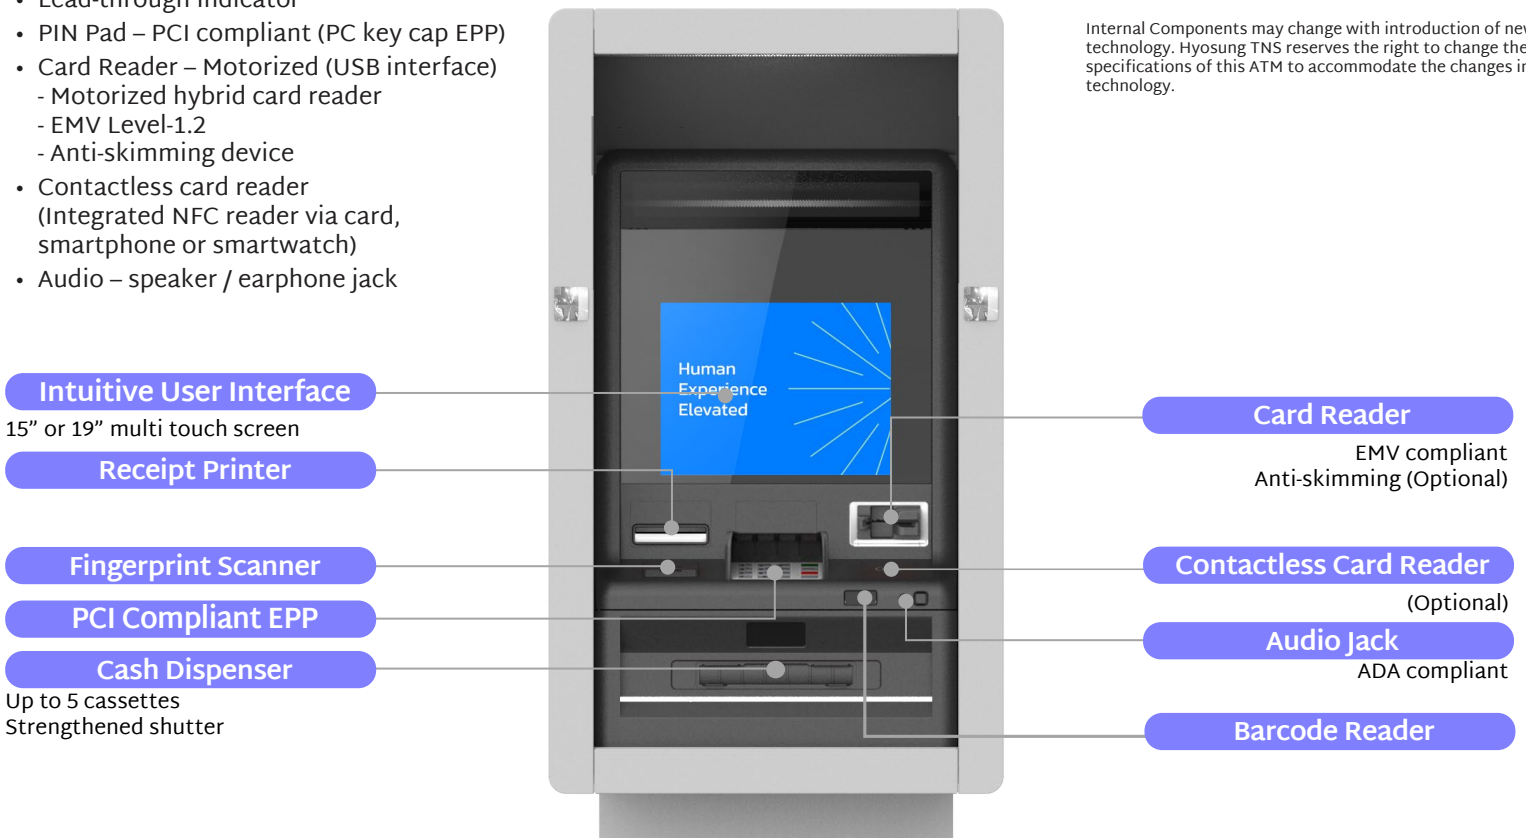 • Lead-through indicator
• PIN Pad – PCI compliant (PC key cap EPP)
• Card Reader – Motorized (USB interface)
- Motorized hybrid card reader
- EMV Level-1.2
- Anti-skimming device
• Contactless card reader
(Integrated NFC reader via card,
smartphone or smartwatch)
• Audio – speaker / earphone jack
Internal Components may change with introduction of new
technology. Hyosung TNS reserves the right to change the
specifications of this ATM to accommodate the changes in
technology.
Human
Experience
Elevated
Intuitive User Interface
15” or 19” multi touch screen
Receipt Printer
Fingerprint Scanner
PCI Compliant EPP
Cash Dispenser
Up to 5 cassettes
Strengthened shutter
Card Reader
EMV compliant
Anti-skimming (Optional)
Contactless Card Reader
(Optional)
Audio Jack
ADA compliant
Barcode Reader